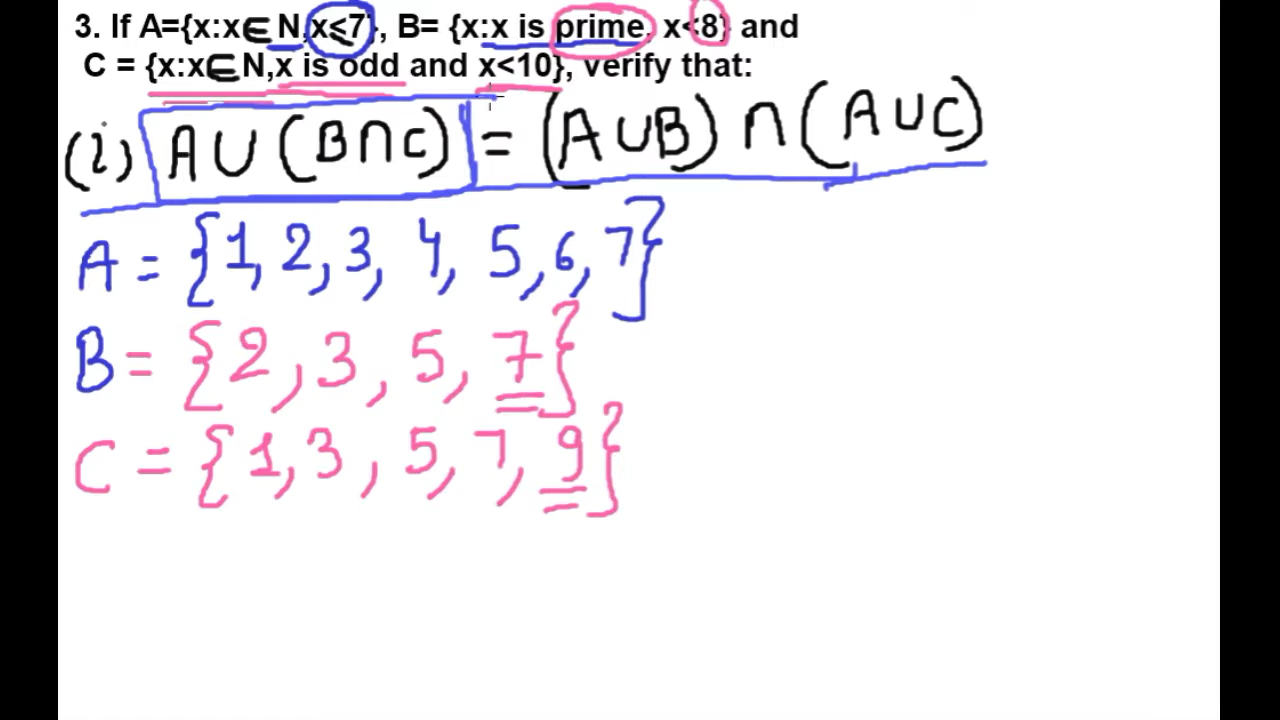 3. If A={x:x∈ N,x≤7}, B= {x:x is prime, x<8} and
C = {x:x∈N,x is odd and x<10}, verify that:
(i) A∪(B∩C) = (A∪B)∩(A∪C)
A = {1, 2, 3, 4, 5, 6, 7}
B = {2, 3, 5, 7}
C = {1, 3, 5, 7, 9}